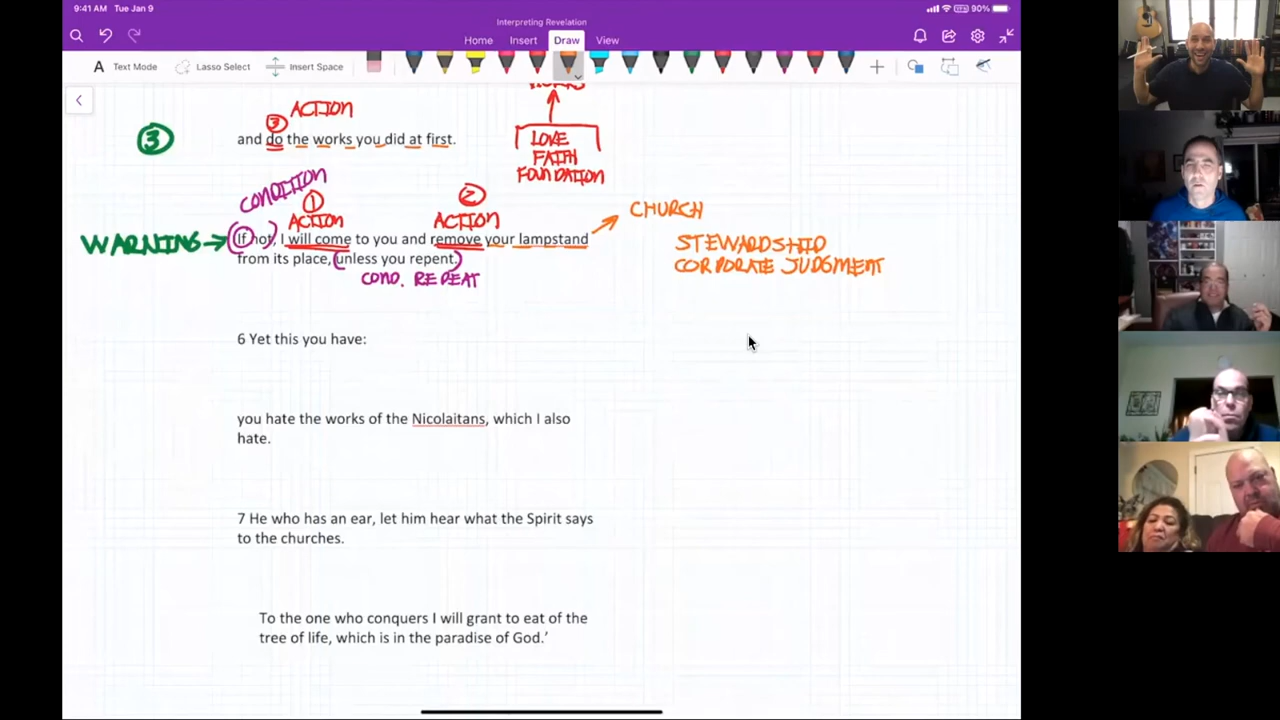 9:41 AM Tue Jan 9
90%
Interpreting Revelation
Home Insert Draw View
Text Mode Lasso Select Insert Space
ACTION
3
3
and do the works you did at first.
LOVE
FAITH
FOUNDATION
CONDITION
1
2
ACTION
ACTION
CHURCH
WARNING
If not, I will come to you and remove your lampstand
from its place, unless you repent.
COND. REPEAT
STEWARDSHIP
CORPORATE JUDGMENT
6 Yet this you have:
you hate the works of the Nicolaitans, which I also
hate.
7 He who has an ear, let him hear what the Spirit says
to the churches.
To the one who conquers I will grant to eat of the
tree of life, which is in the paradise of God.’